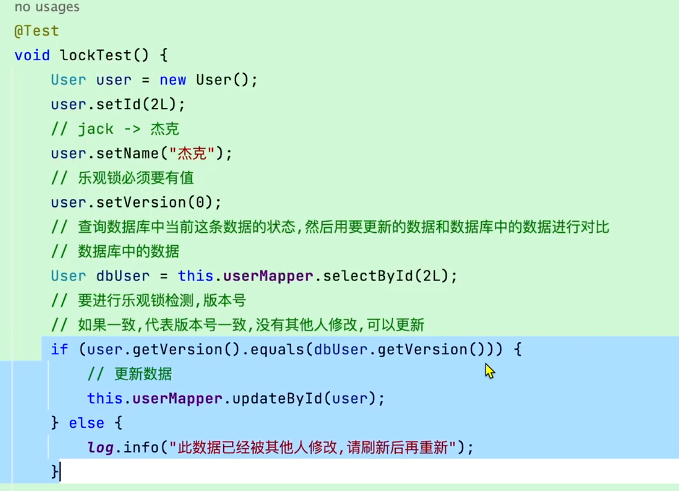 no usages
@Test
void lockTest() {
User user = new User();
user.setId(2L);
// jack -> 杰克
user.setName("杰克");
// 乐观锁必须要有值
user.setVersion(0);
// 查询数据库中当前这条数据的状态,然后用要更新的数据和数据库中的数据进行对比
// 数据库中的数据
User dbUser = this.userMapper.selectById(2L);
// 要进行乐观锁检测,版本号
// 如果一致,代表版本号一致,没有其他人修改,可以更新
if (user.getVersion().equals(dbUser.getVersion())) {
// 更新数据
this.userMapper.updateById(user);
} else {
log.info("此数据已经被其他人修改,请刷新后再重新");
}